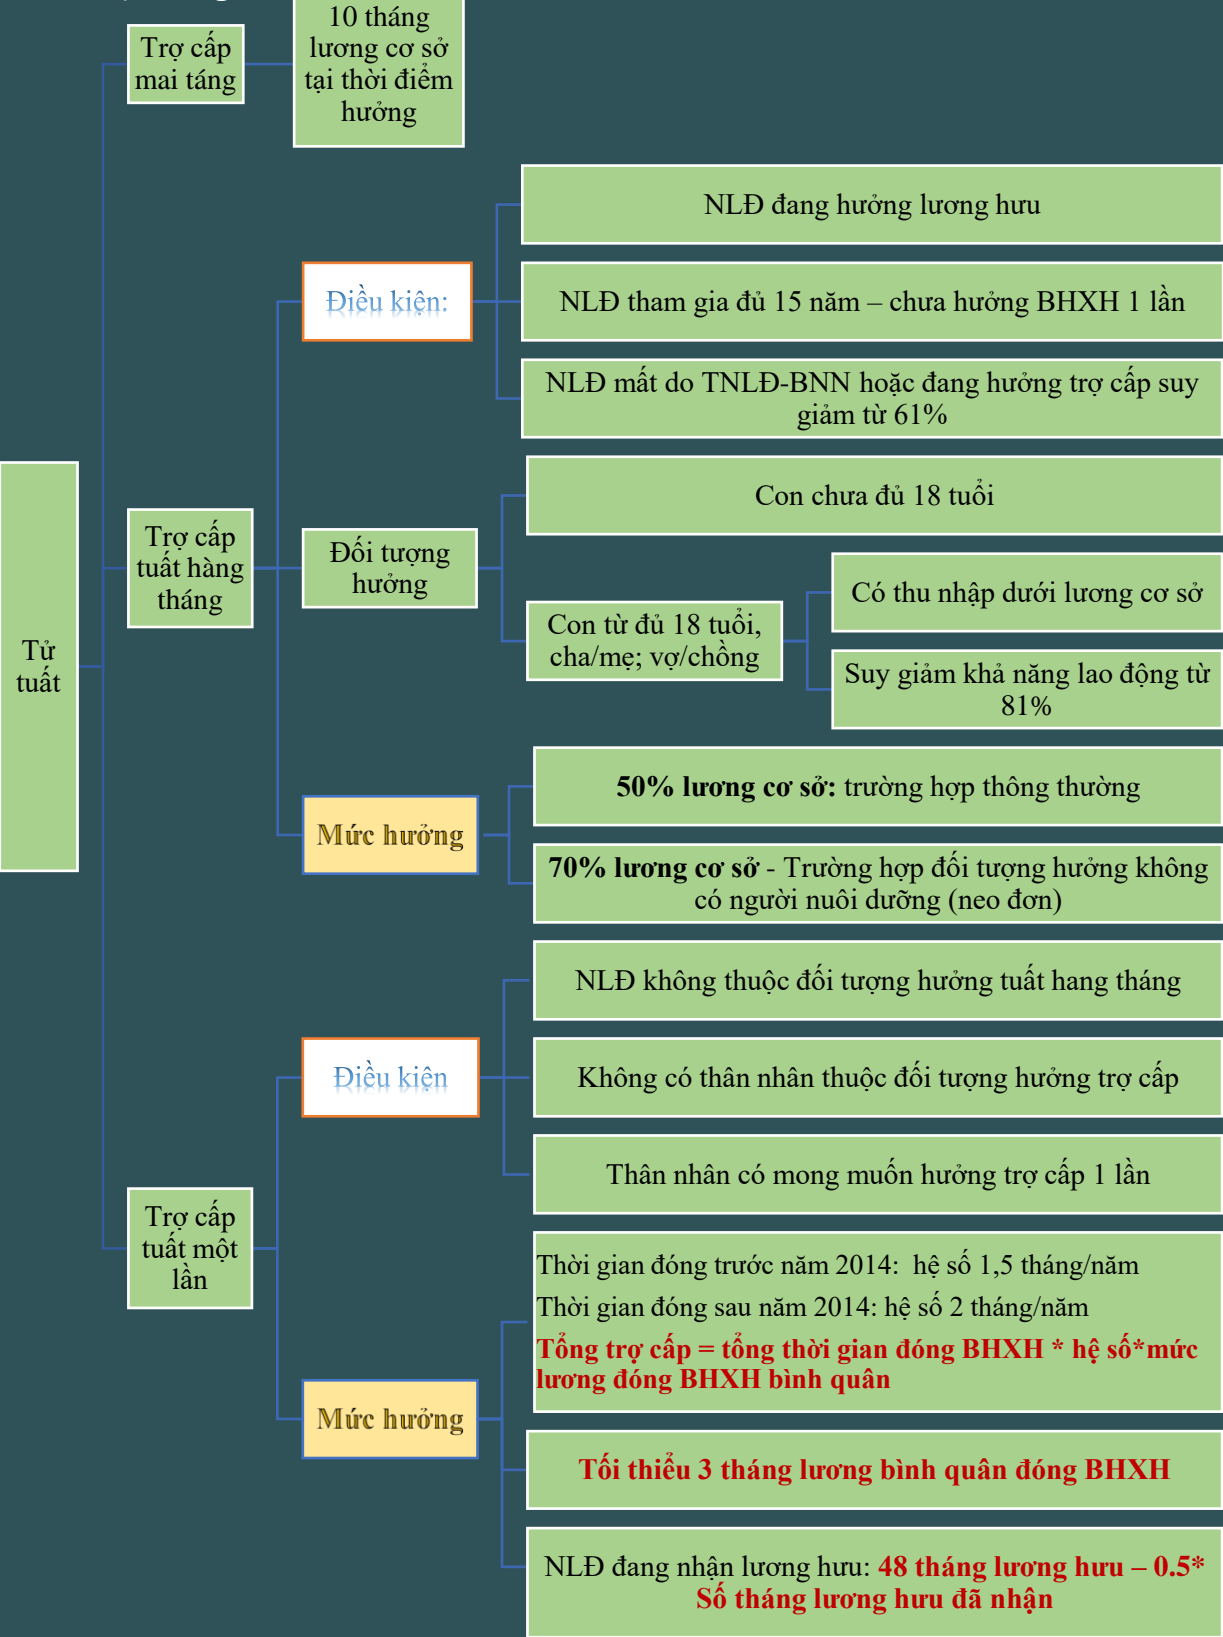 Tử
tuất
Trợ cấp
mai táng
10 tháng
lương cơ sở
tại thời điểm
hưởng
Trợ cấp
tuất hàng
tháng
Điều kiện:
NLĐ đang hưởng lương hưu
NLĐ tham gia đủ 15 năm – chưa hưởng BHXH 1 lần
NLĐ mất do TNLĐ-BNN hoặc đang hưởng trợ cấp suy
giảm từ 61%
Đối tượng
hưởng
Con chưa đủ 18 tuổi
Con từ đủ 18 tuổi,
cha/mẹ; vợ/chồng
Có thu nhập dưới lương cơ sở
Suy giảm khả năng lao động từ
81%
Mức hưởng
50% lương cơ sở: trường hợp thông thường
70% lương cơ sở - Trường hợp đối tượng hưởng không
có người nuôi dưỡng (neo đơn)
Trợ cấp
tuất một
lần
Điều kiện
NLĐ không thuộc đối tượng hưởng tuất hang tháng
Không có thân nhân thuộc đối tượng hưởng trợ cấp
Thân nhân có mong muốn hưởng trợ cấp 1 lần
Mức hưởng
Thời gian đóng trước năm 2014: hệ số 1,5 tháng/năm
Thời gian đóng sau năm 2014: hệ số 2 tháng/năm
Tổng trợ cấp = tổng thời gian đóng BHXH * hệ số*mức
lương đóng BHXH bình quân
Tối thiểu 3 tháng lương bình quân đóng BHXH
NLĐ đang nhận lương hưu: 48 tháng lương hưu – 0.5*
Số tháng lương hưu đã nhận